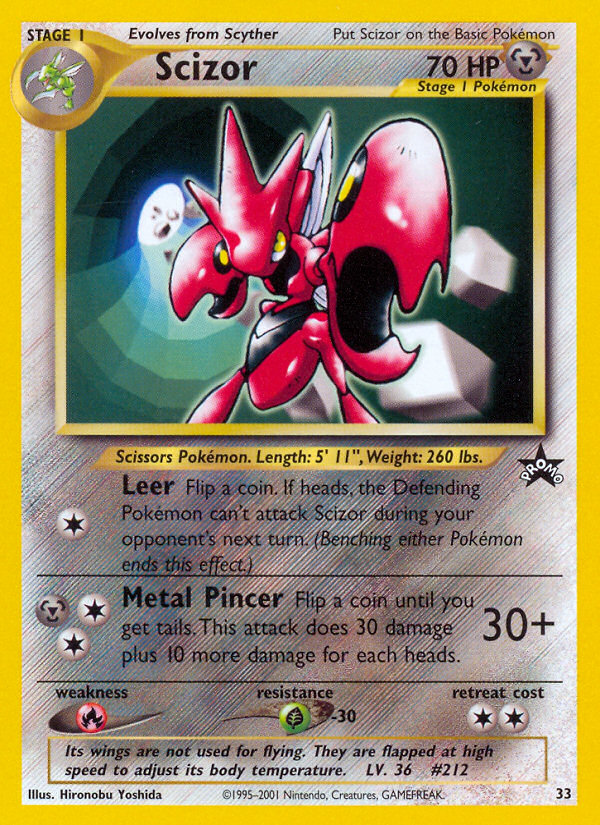 STAGE 1 Evolves from Scyther Put Scizor on the Basic Pokémon
Scizor 70 HP
Stage 1 Pokémon
Scissors Pokémon. Length: 5' 11", Weight: 260 lbs.
PROMO
Leer Flip a coin. If heads, the Defending
Pokémon can't attack Scizor during your
opponent's next turn. (Benching either Pokémon
ends this effect.)
Metal Pincer Flip a coin until you
get tails. This attack does 30 damage
plus 10 more damage for each heads.
30+
weakness resistance retreat cost
-30
Its wings are not used for flying. They are flapped at high
speed to adjust its body temperature. LV. 36 #212
Illus. Hironobu Yoshida ©1995-2001 Nintendo, Creatures, GAMEFREAK. 33